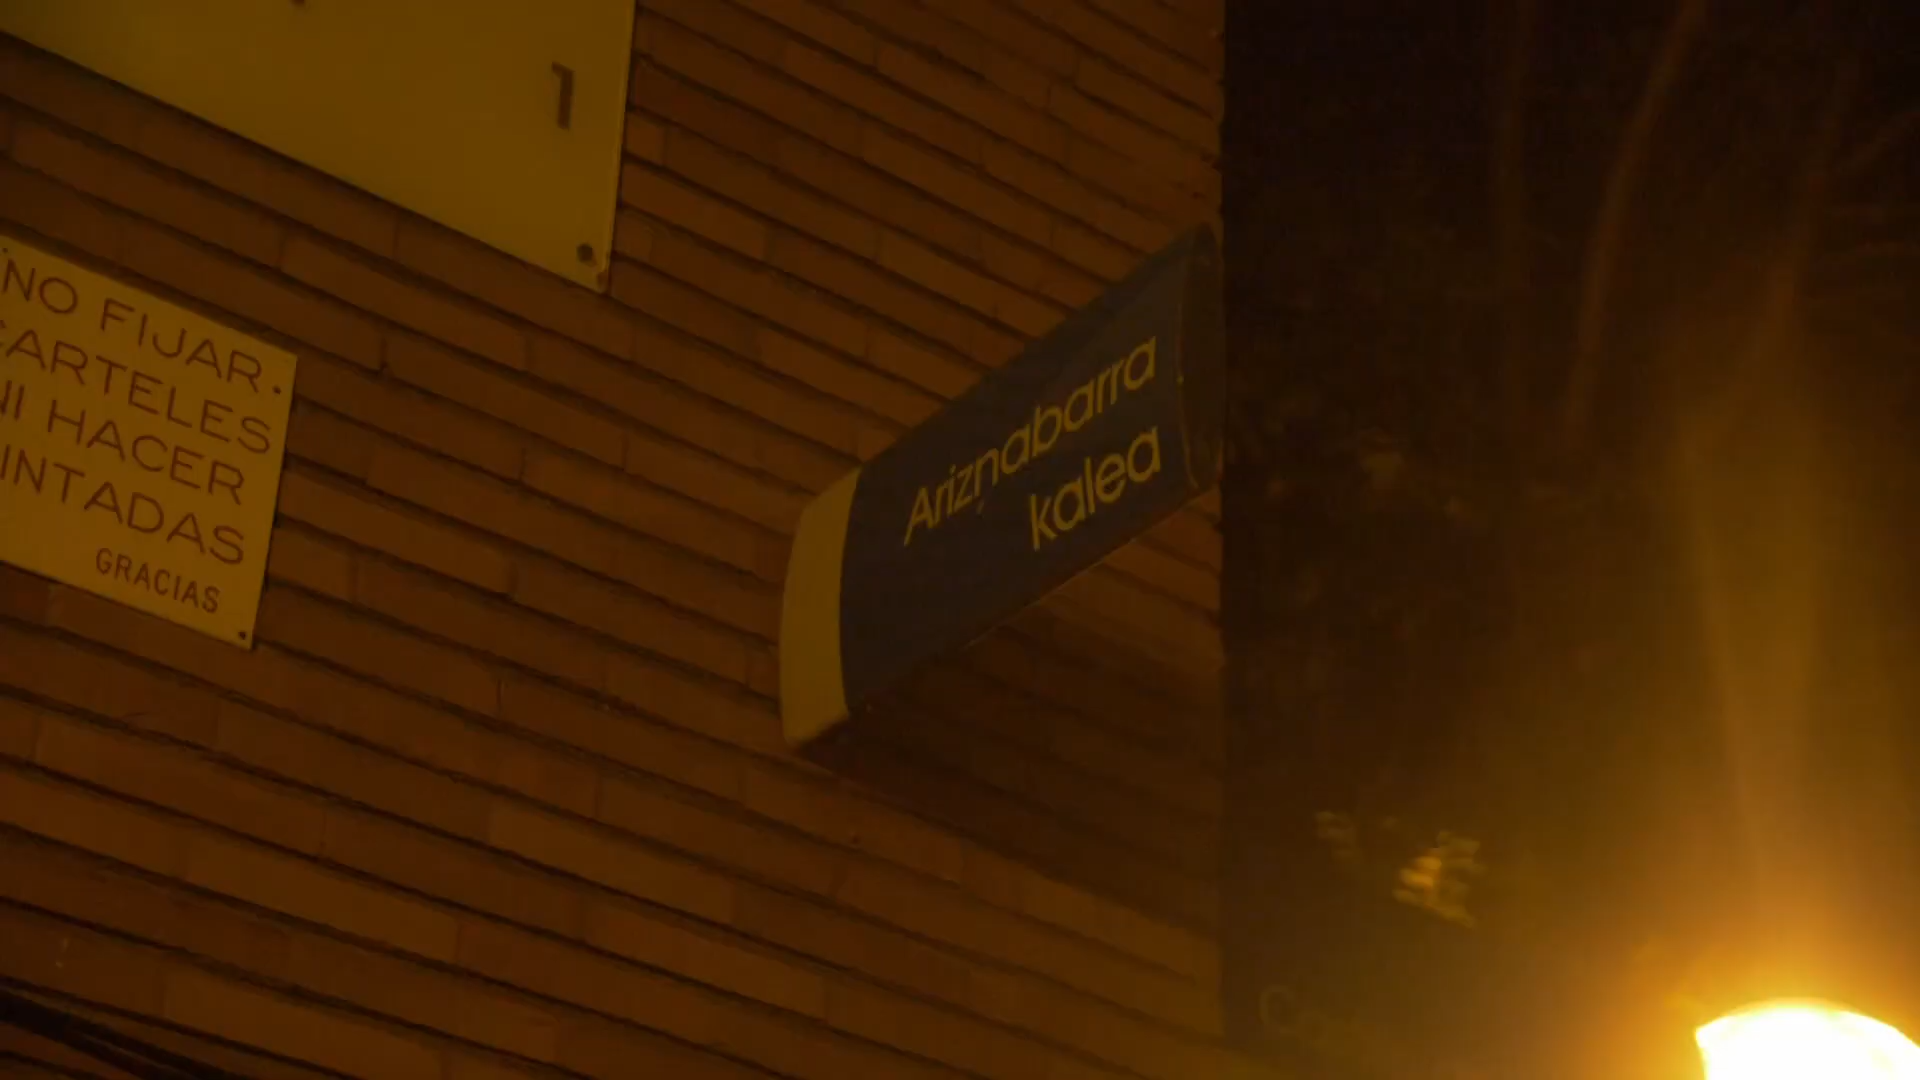 1
NO FIJAR.
CARTELES
NI HACER
INTADAS
GRACIAS
Ariznabarra
kalea